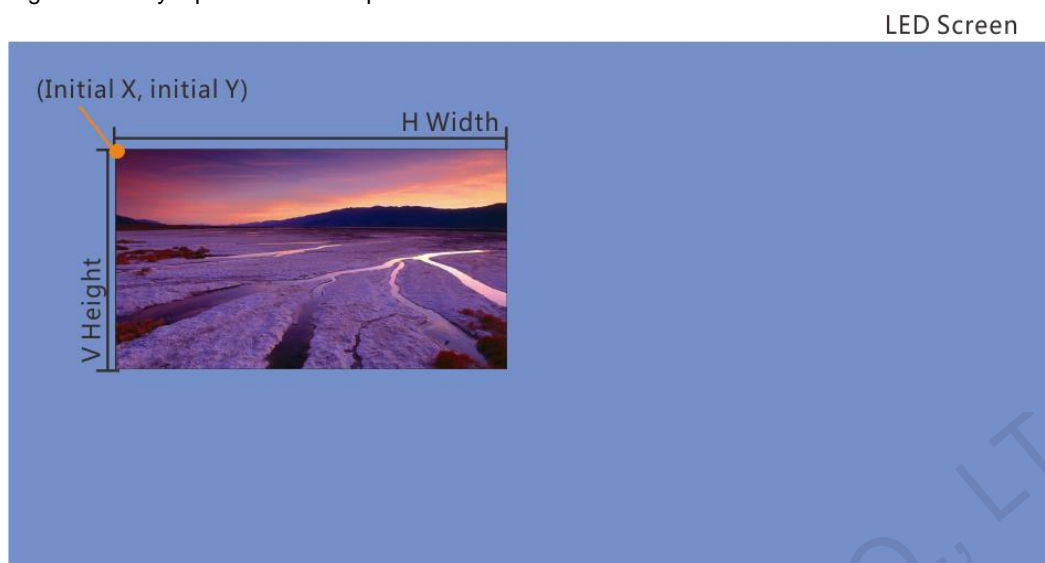 LED Screen
(Initial X, initial Y)
H Width
V Height